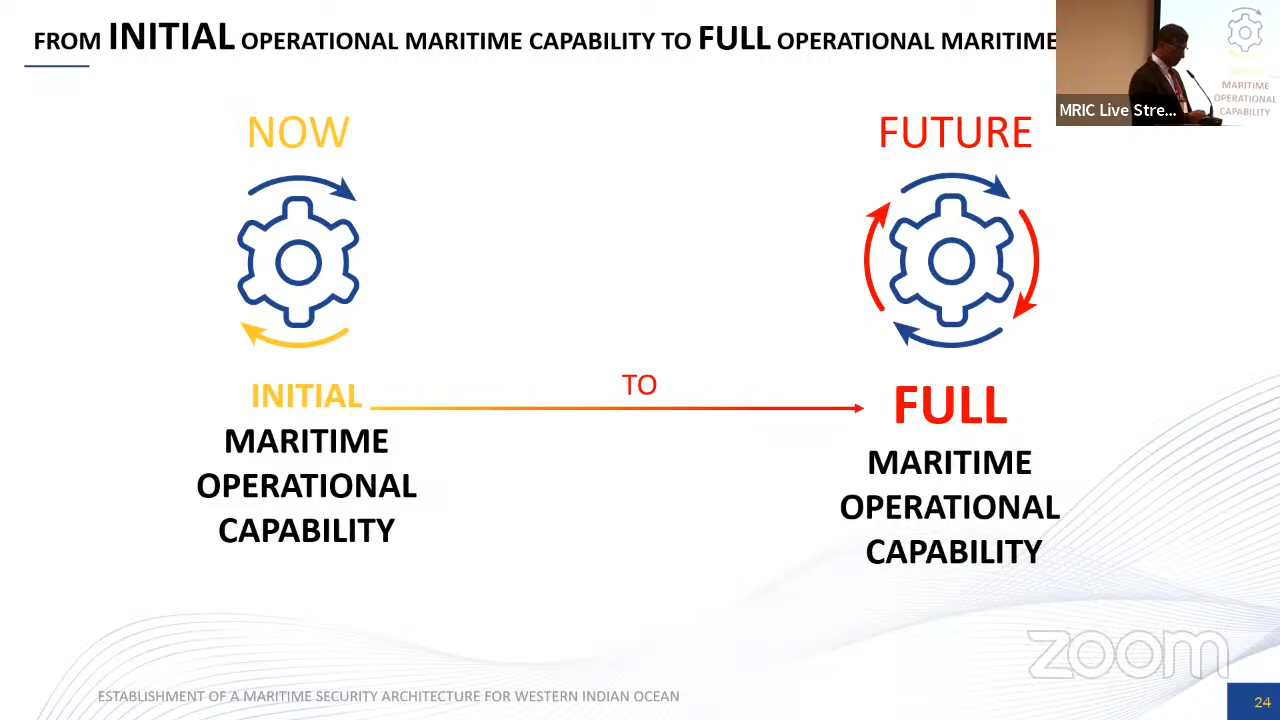 FROM INITIAL OPERATIONAL MARITIME CAPABILITY TO FULL OPERATIONAL MARITIME
MRIC Live Stre...
MARITIME
OPERATIONAL
CAPABILITY
NOW
FUTURE
INITIAL
MARITIME
OPERATIONAL
CAPABILITY
TO
FULL
MARITIME
OPERATIONAL
CAPABILITY
zoom
ESTABLISHMENT OF A MARITIME SECURITY ARCHITECTURE FOR WESTERN INDIAN OCEAN
24